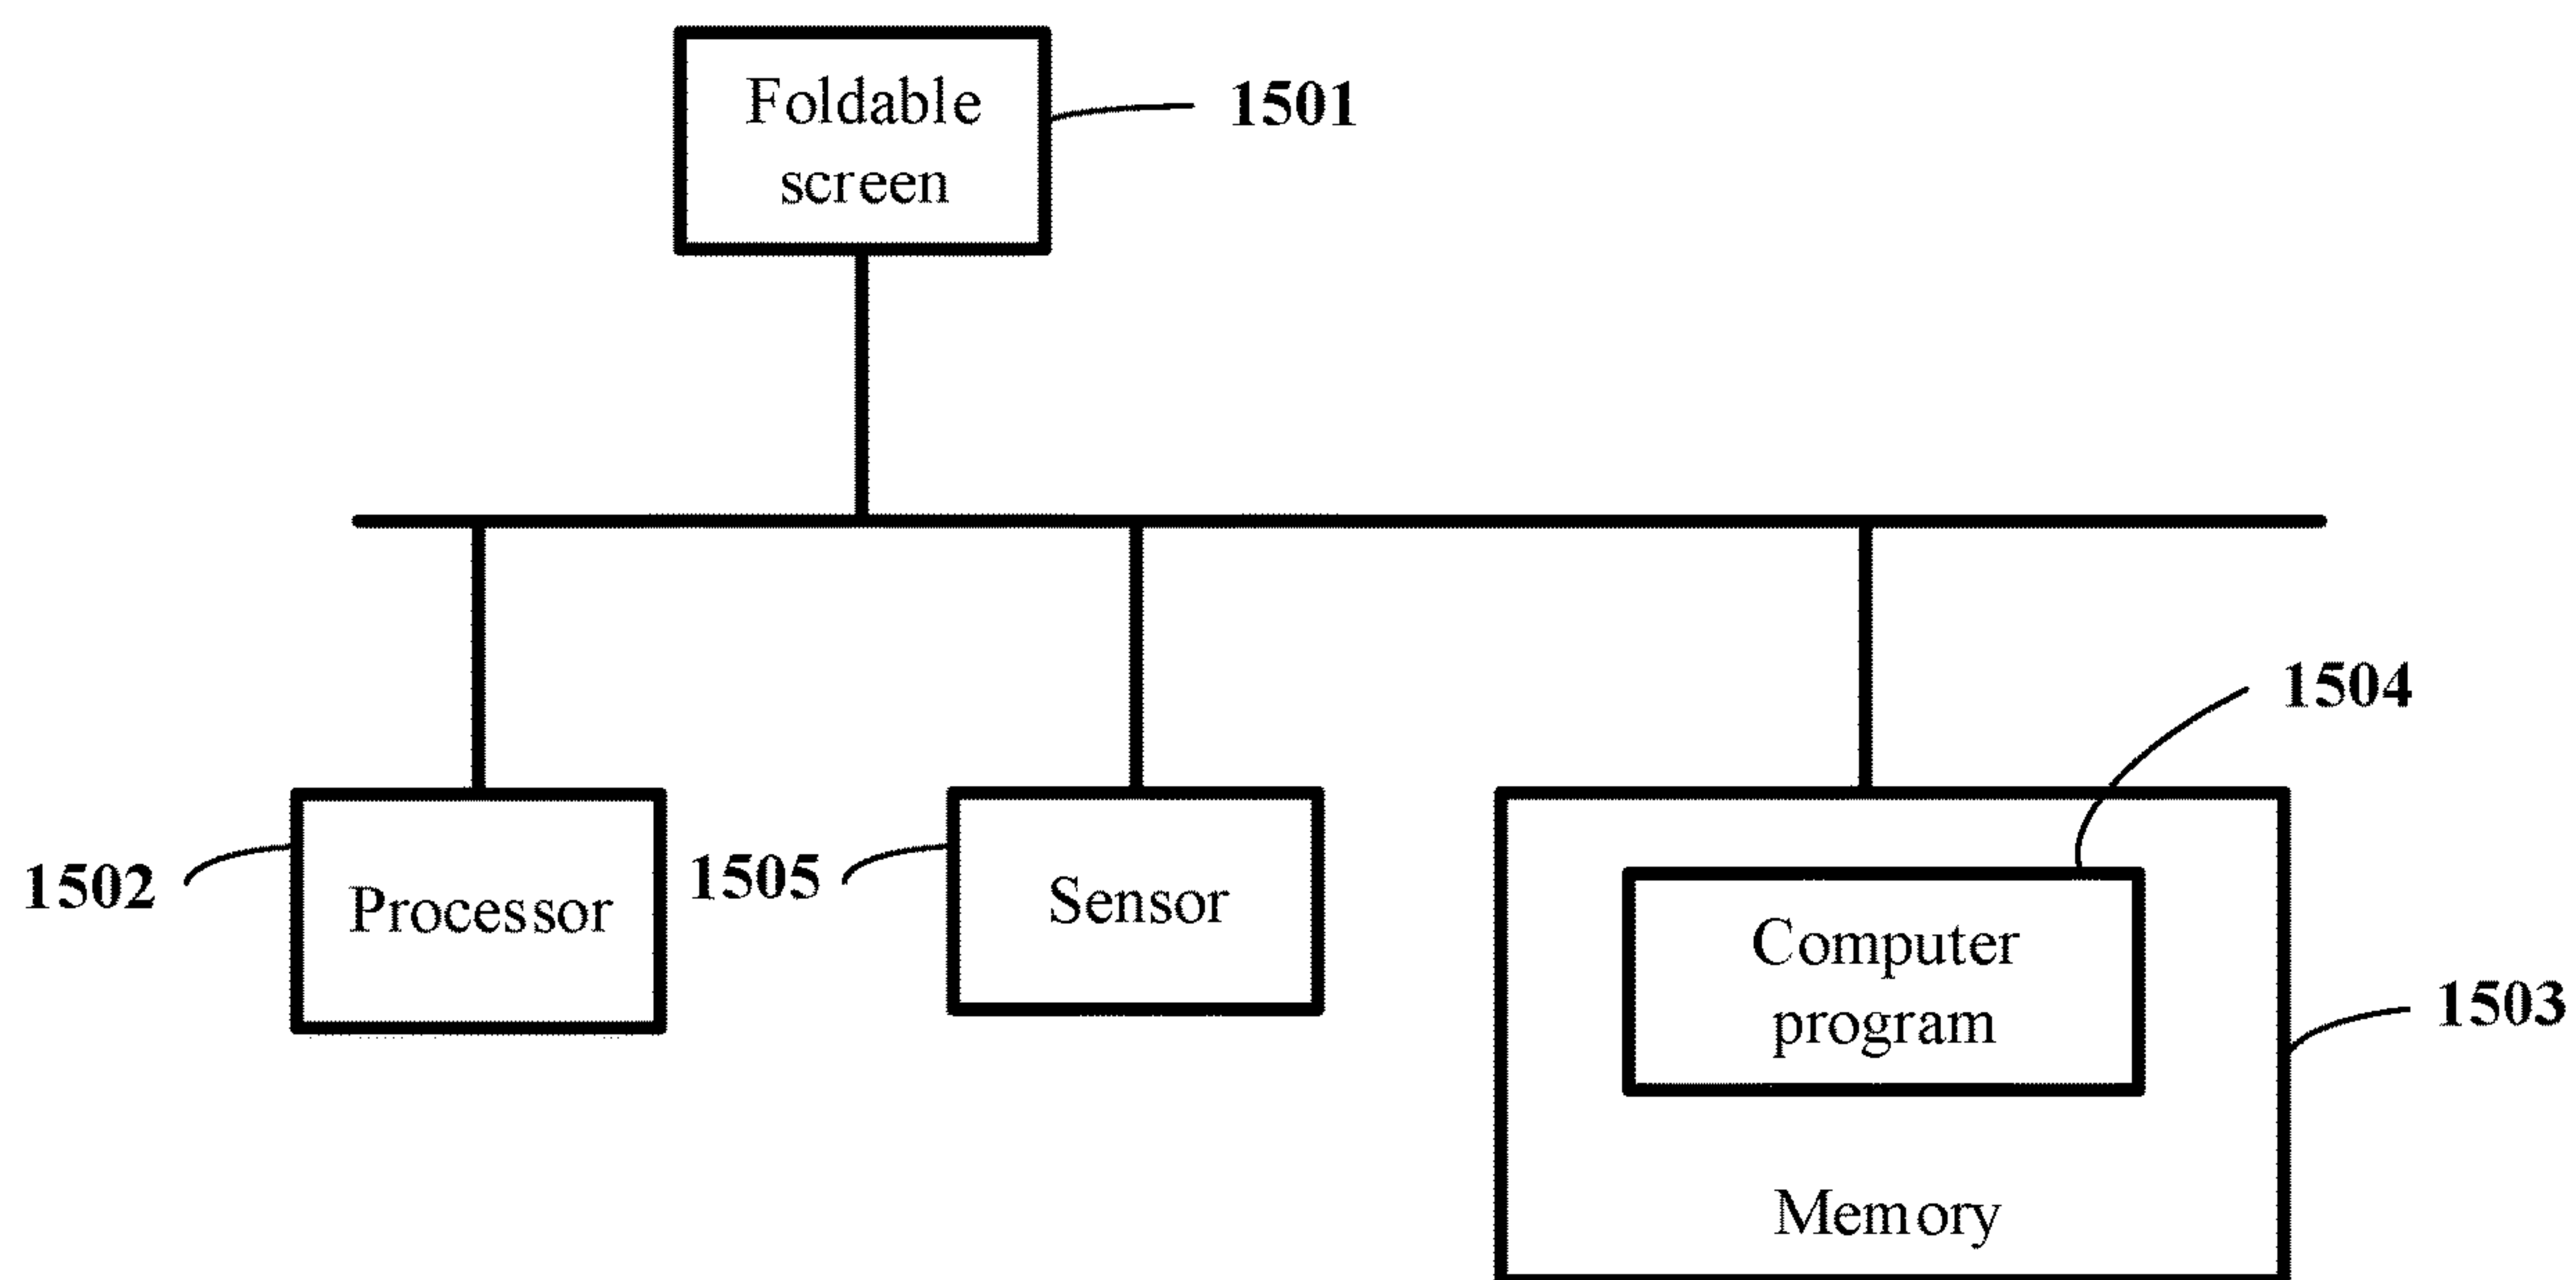 Foldable
screen
1501
1504
1502
Processor
1505
Sensor
Computer
program
1503
Memory